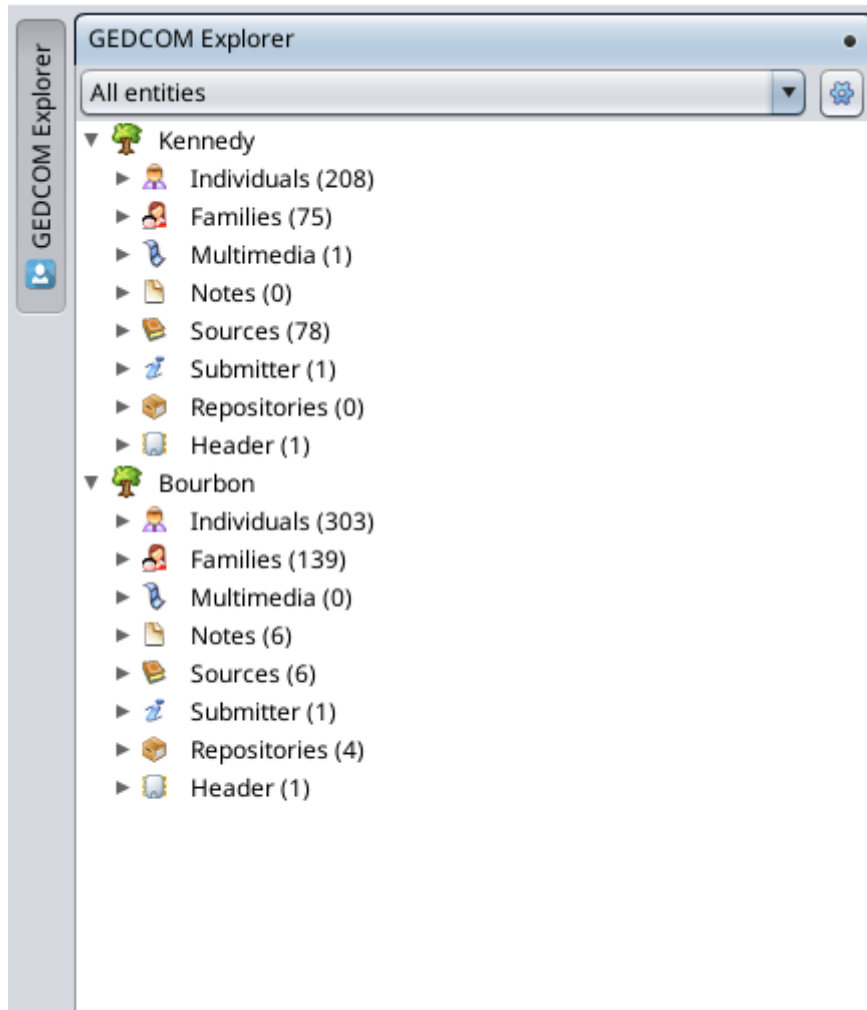 GEDCOM Explorer
GEDCOM Explorer
All entities
Kennedy
Individuals (208)
Families (75)
Multimedia (1)
Notes (0)
Sources (78)
Submitter (1)
Repositories (0)
Header (1)
Bourbon
Individuals (303)
Families (139)
Multimedia (0)
Notes (6)
Sources (6)
Submitter (1)
Repositories (4)
Header (1)